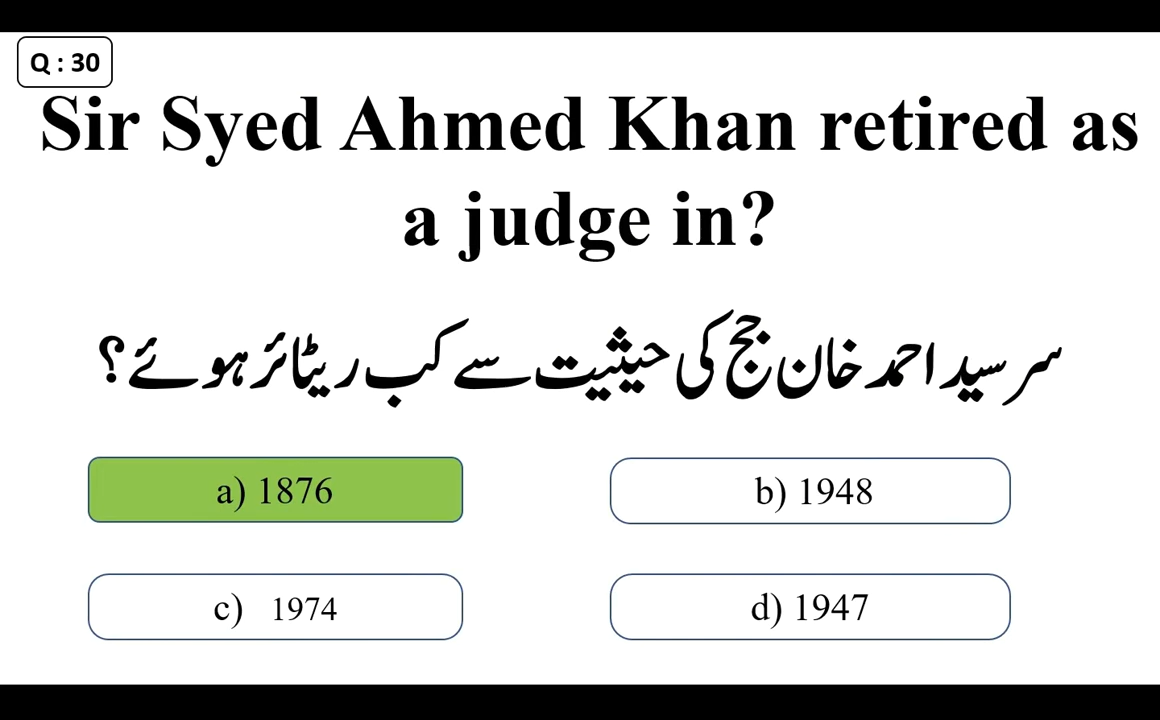 Q : 30
Sir Syed Ahmed Khan retired as
a judge in?
سر سید احمد خان جج کی حیثیت سے کب ریٹائر ہوئے؟
a) 1876
b) 1948
c) 1974
d) 1947